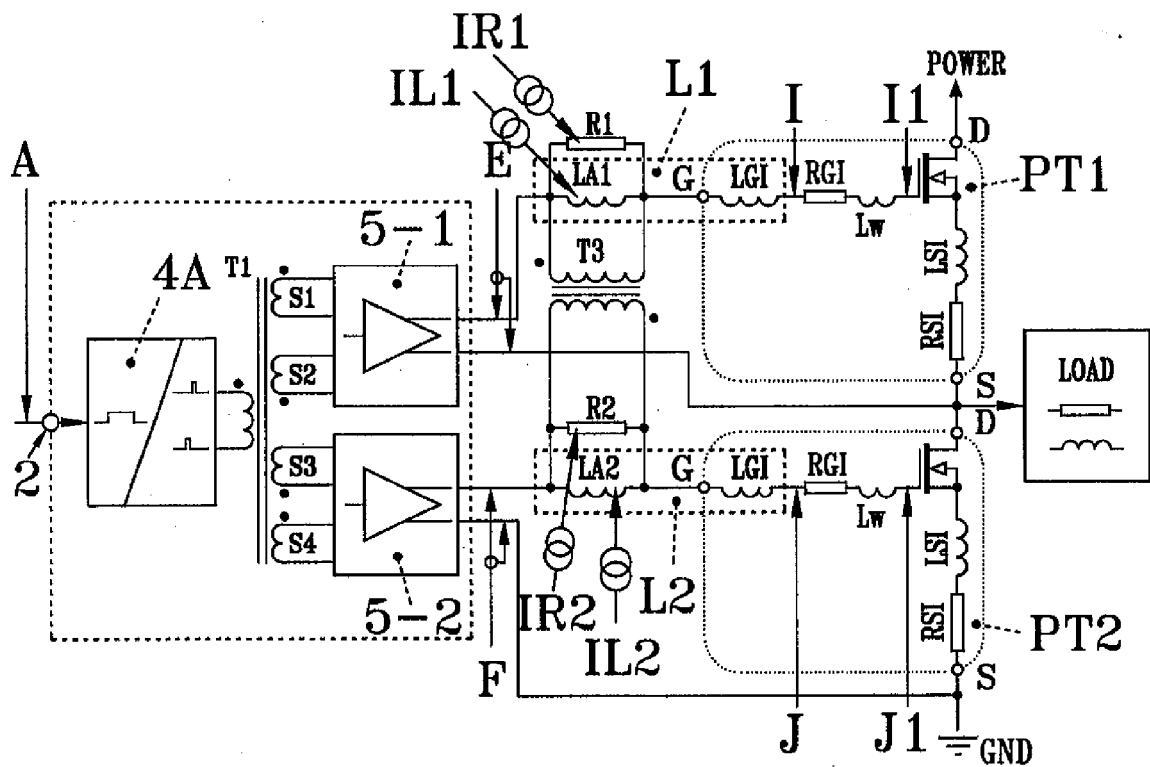 IR1
IL1
L1
I
I1
POWER
D
R1
A
E
LA1
G
LGI
RGI
PT1
Lw
5-1
T3
LSI
4A
T1
S1
RSI
S2
S
LOAD
R2
D
2
S3
LA2
G
LGI
RGI
Lw
S4
LSI
5-2
IR2
L2
RSI
PT2
IL2
F
S
J
J1
GND